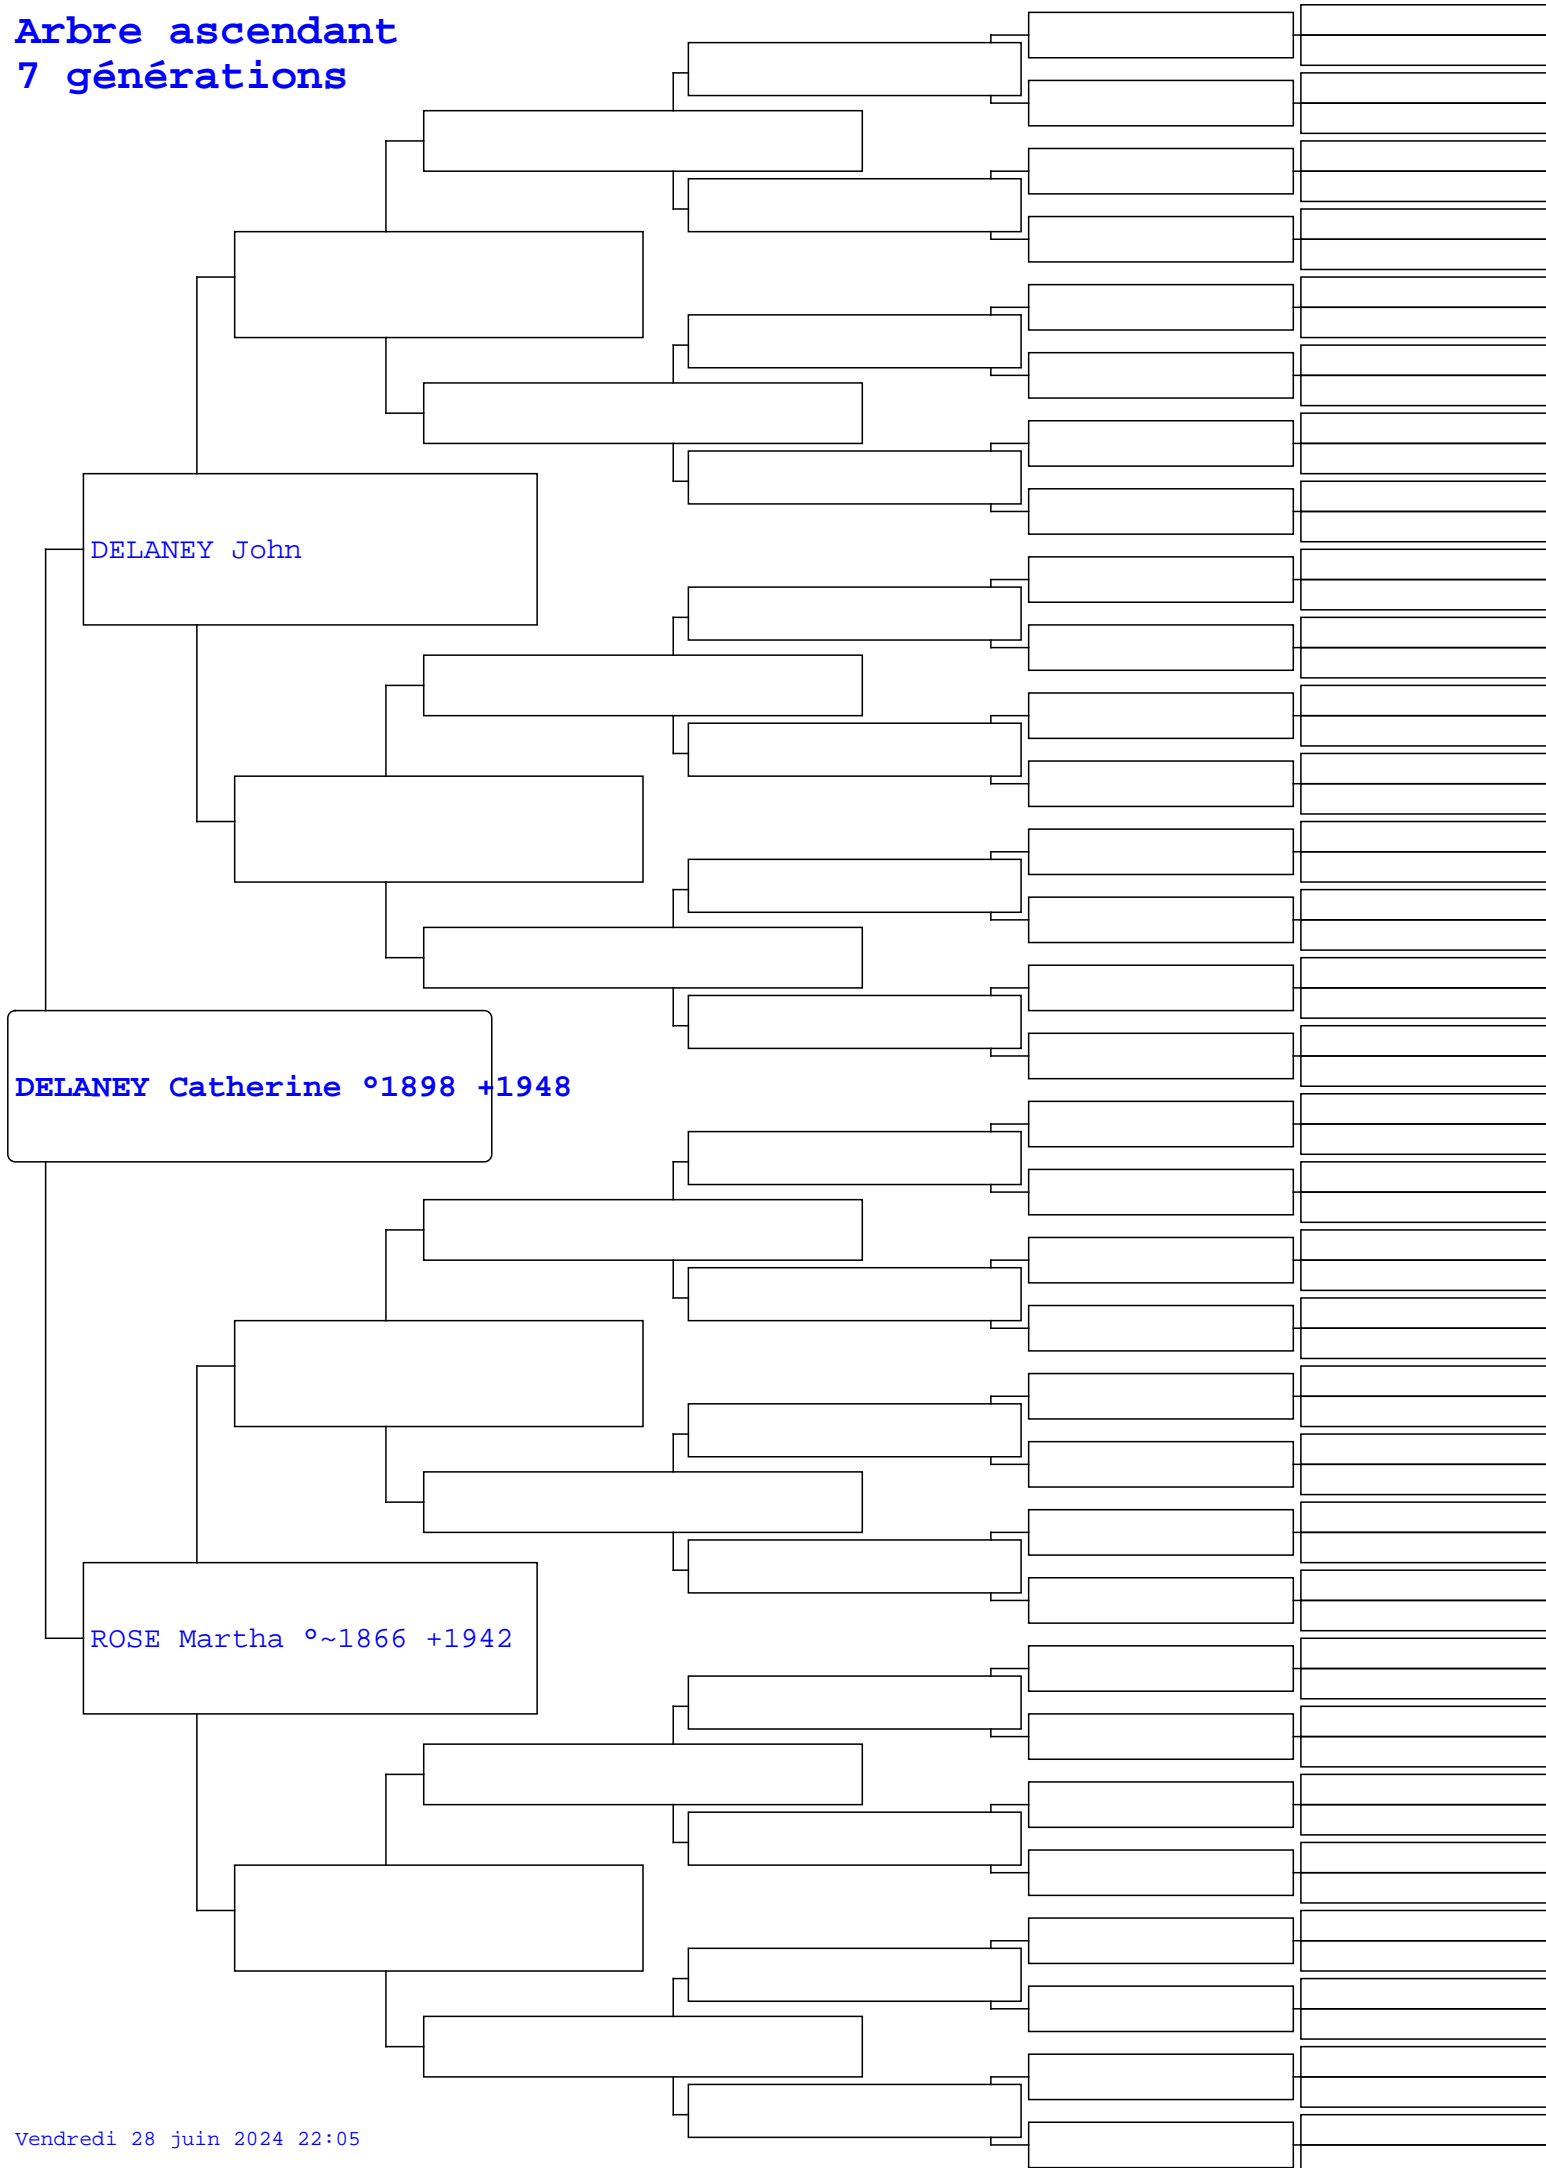 Arbre ascendant
7 générations
DELANEY John
DELANEY Catherine °1898 +1948
ROSE Martha °~1866 +1942
Vendredi 28 juin 2024 22:05